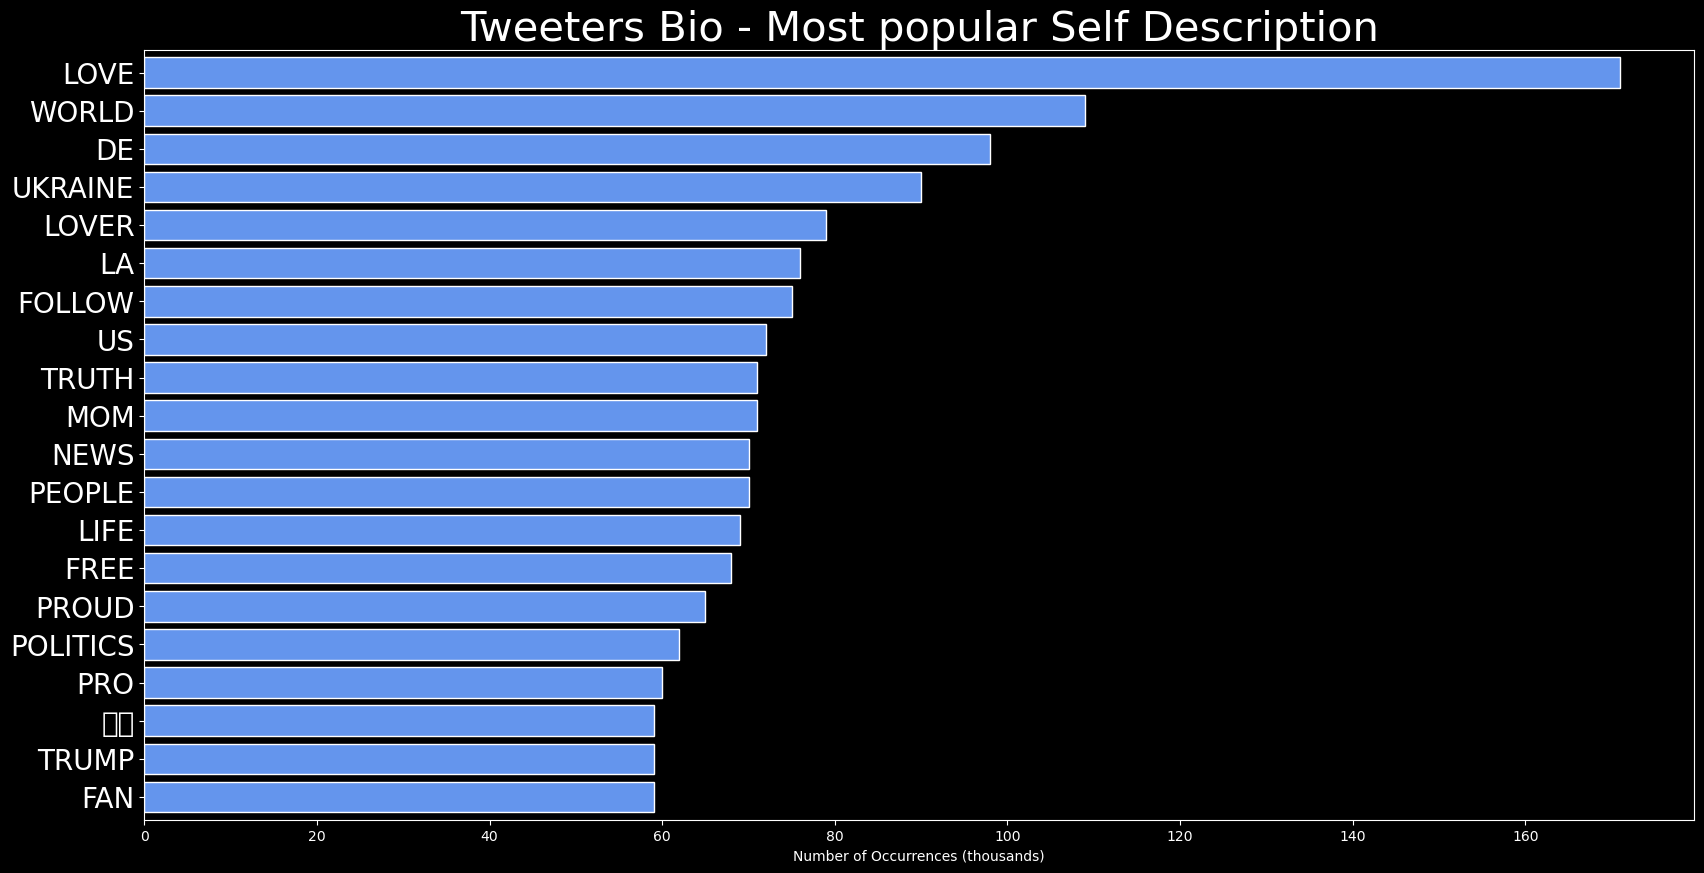 Tweeters Bio - Most popular Self Description
LOVE
WORLD
DE
UKRAINE
LOVER
LA
FOLLOW
US
TRUTH
MOM
NEWS
PEOPLE
LIFE
FREE
PROUD
POLITICS
PRO
TRUMP
FAN
0 20 40 60 80 100 120 140 160
Number of Occurrences (thousands)